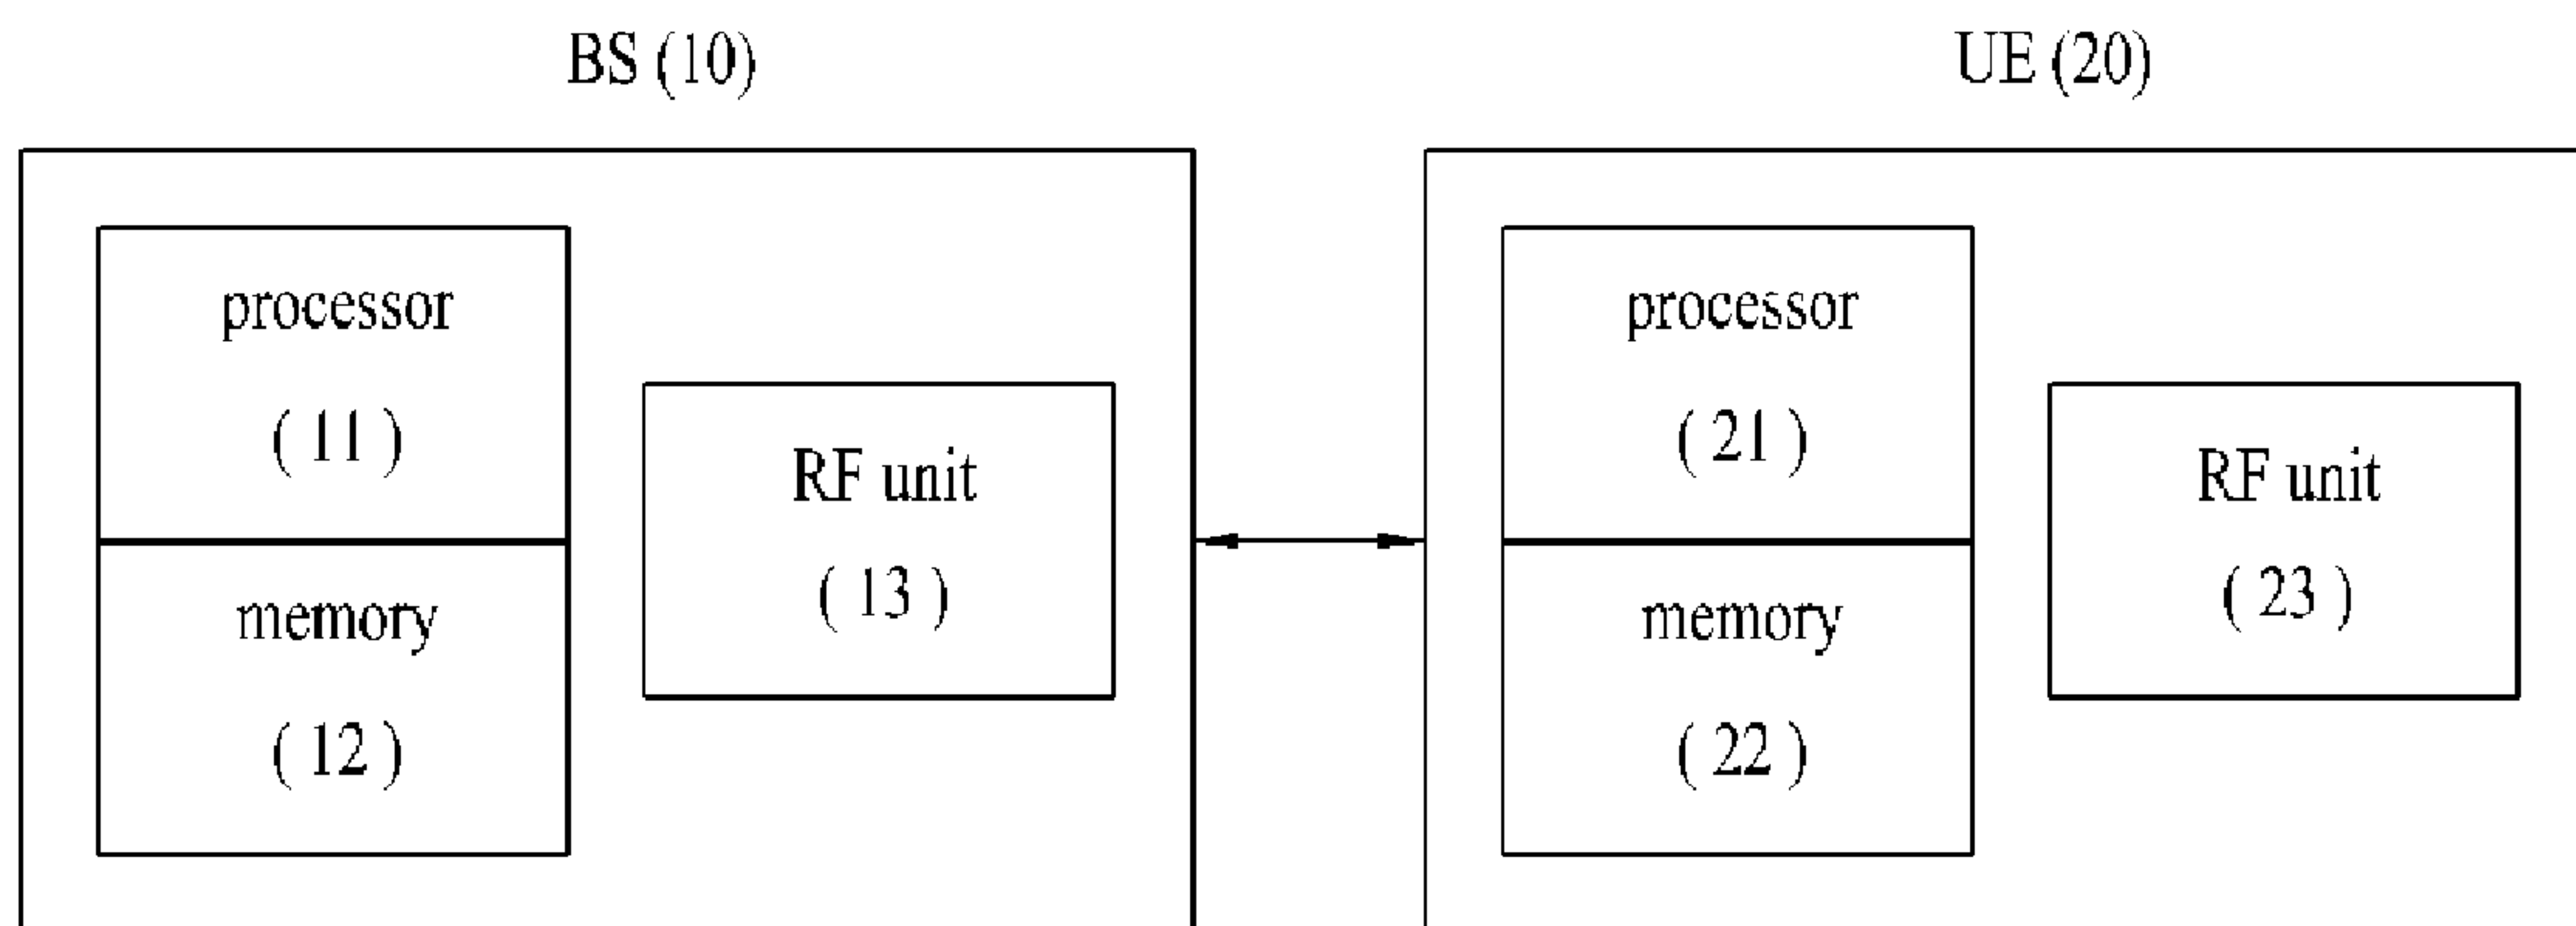 BS (10)
processor
( 11 )
memory
( 12 )
RF unit
( 13 )
UE (20)
processor
( 21 )
memory
( 22 )
RF unit
( 23 )